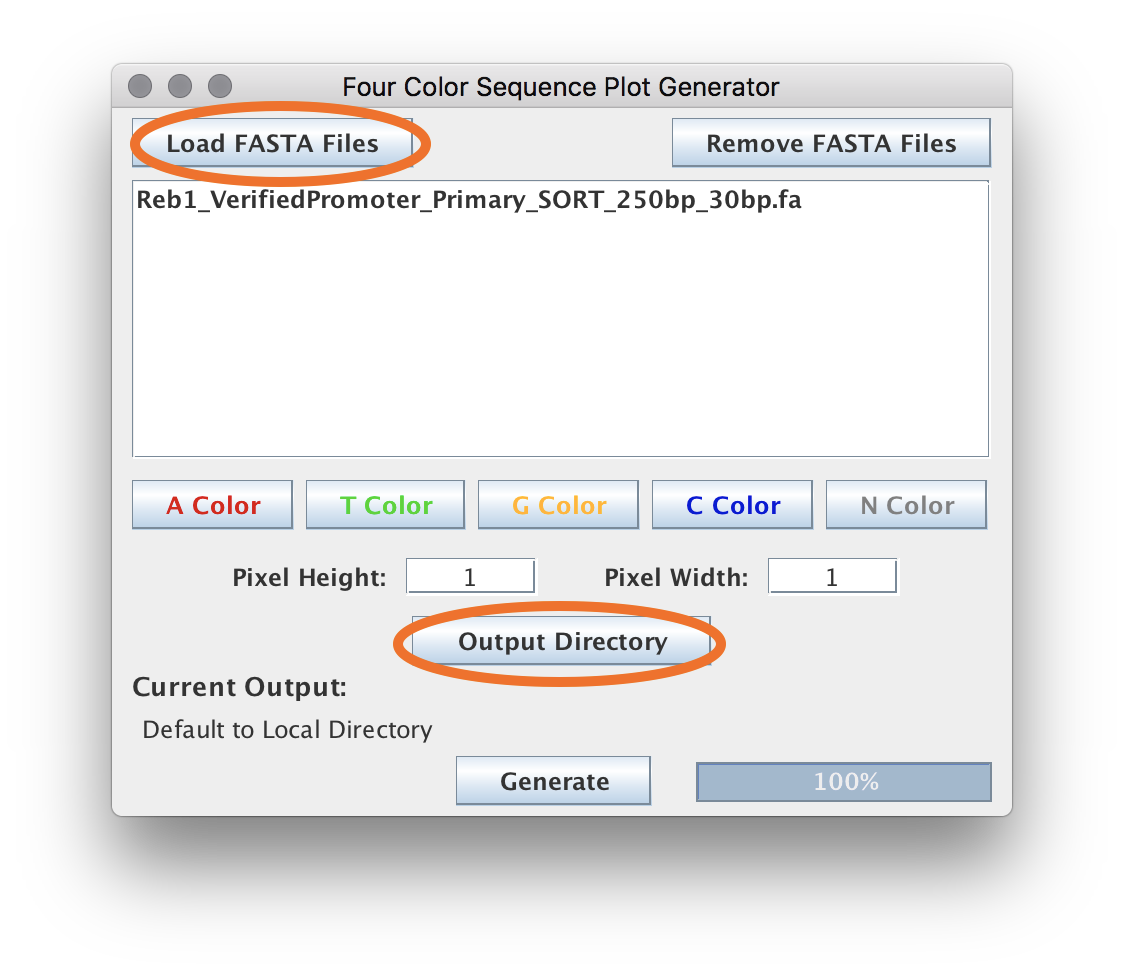 Four Color Sequence Plot Generator
Load FASTA Files Remove FASTA Files
Reb1_VerifiedPromoter_Primary_SORT_250bp_30bp.fa
A Color T Color G Color C Color N Color
Pixel Height: 1 Pixel Width: 1
Output Directory
Current Output:
Default to Local Directory
Generate 100%